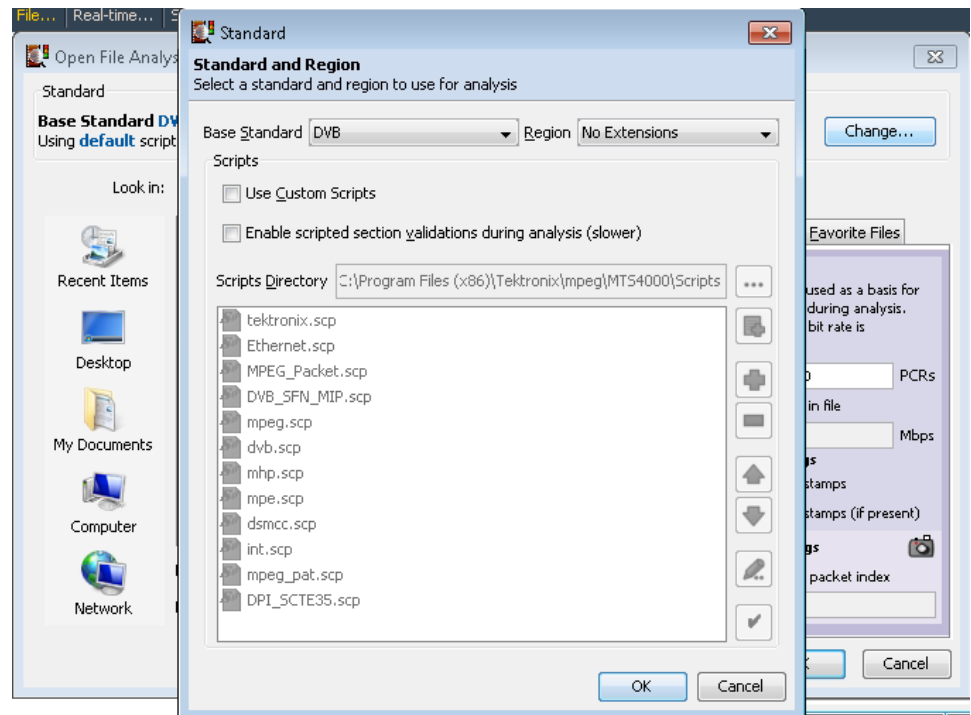 File... Real-time... S
Open File Analys
Standard
Base Standard DV
Using default script
Change...
Look in:
Recent Items
Desktop
My Documents
Computer
Network
Standard
Standard and Region
Select a standard and region to use for analysis
Base Standard DVB Region No Extensions
Scripts
Use Custom Scripts
Enable scripted section validations during analysis (slower)
Scripts Directory C:\Program Files (x86)\Tektronix\mpeg\MTS4000\Scripts ...
tektronix.scp
Ethernet.scp
MPEG_Packet.scp
DVB_SFN_MIP.scp
mpeg.scp
dvb.scp
mhp.scp
mpe.scp
dsmcc.scp
int.scp
mpeg_pat.scp
DPI_SCTE35.scp
OK Cancel
Favorite Files
used as a basis for
during analysis.
bit rate is
0 PCRs
in file
Mbps
gs
stamps
stamps (if present)
gs
packet index
K Cancel